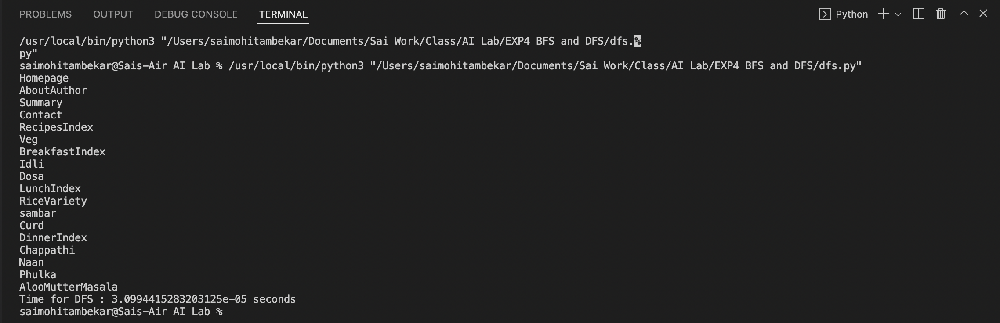 PROBLEMS OUTPUT DEBUG CONSOLE TERMINAL Python
/usr/local/bin/python3 "/Users/saimohitambekar/Documents/Sai Work/Class/AI Lab/EXP4 BFS and DFS/dfs.%
py"
saimohitambekar@Sais-Air AI Lab % /usr/local/bin/python3 "/Users/saimohitambekar/Documents/Sai Work/Class/AI Lab/EXP4 BFS and DFS/dfs.py"
Homepage
AboutAuthor
Summary
Contact
RecipesIndex
Veg
BreakfastIndex
Idli
Dosa
LunchIndex
RiceVariety
sambar
Curd
DinnerIndex
Chappathi
Naan
Phulka
AlooMutterMasala
Time for DFS : 3.0994415283203125e-05 seconds
saimohitambekar@Sais-Air AI Lab %